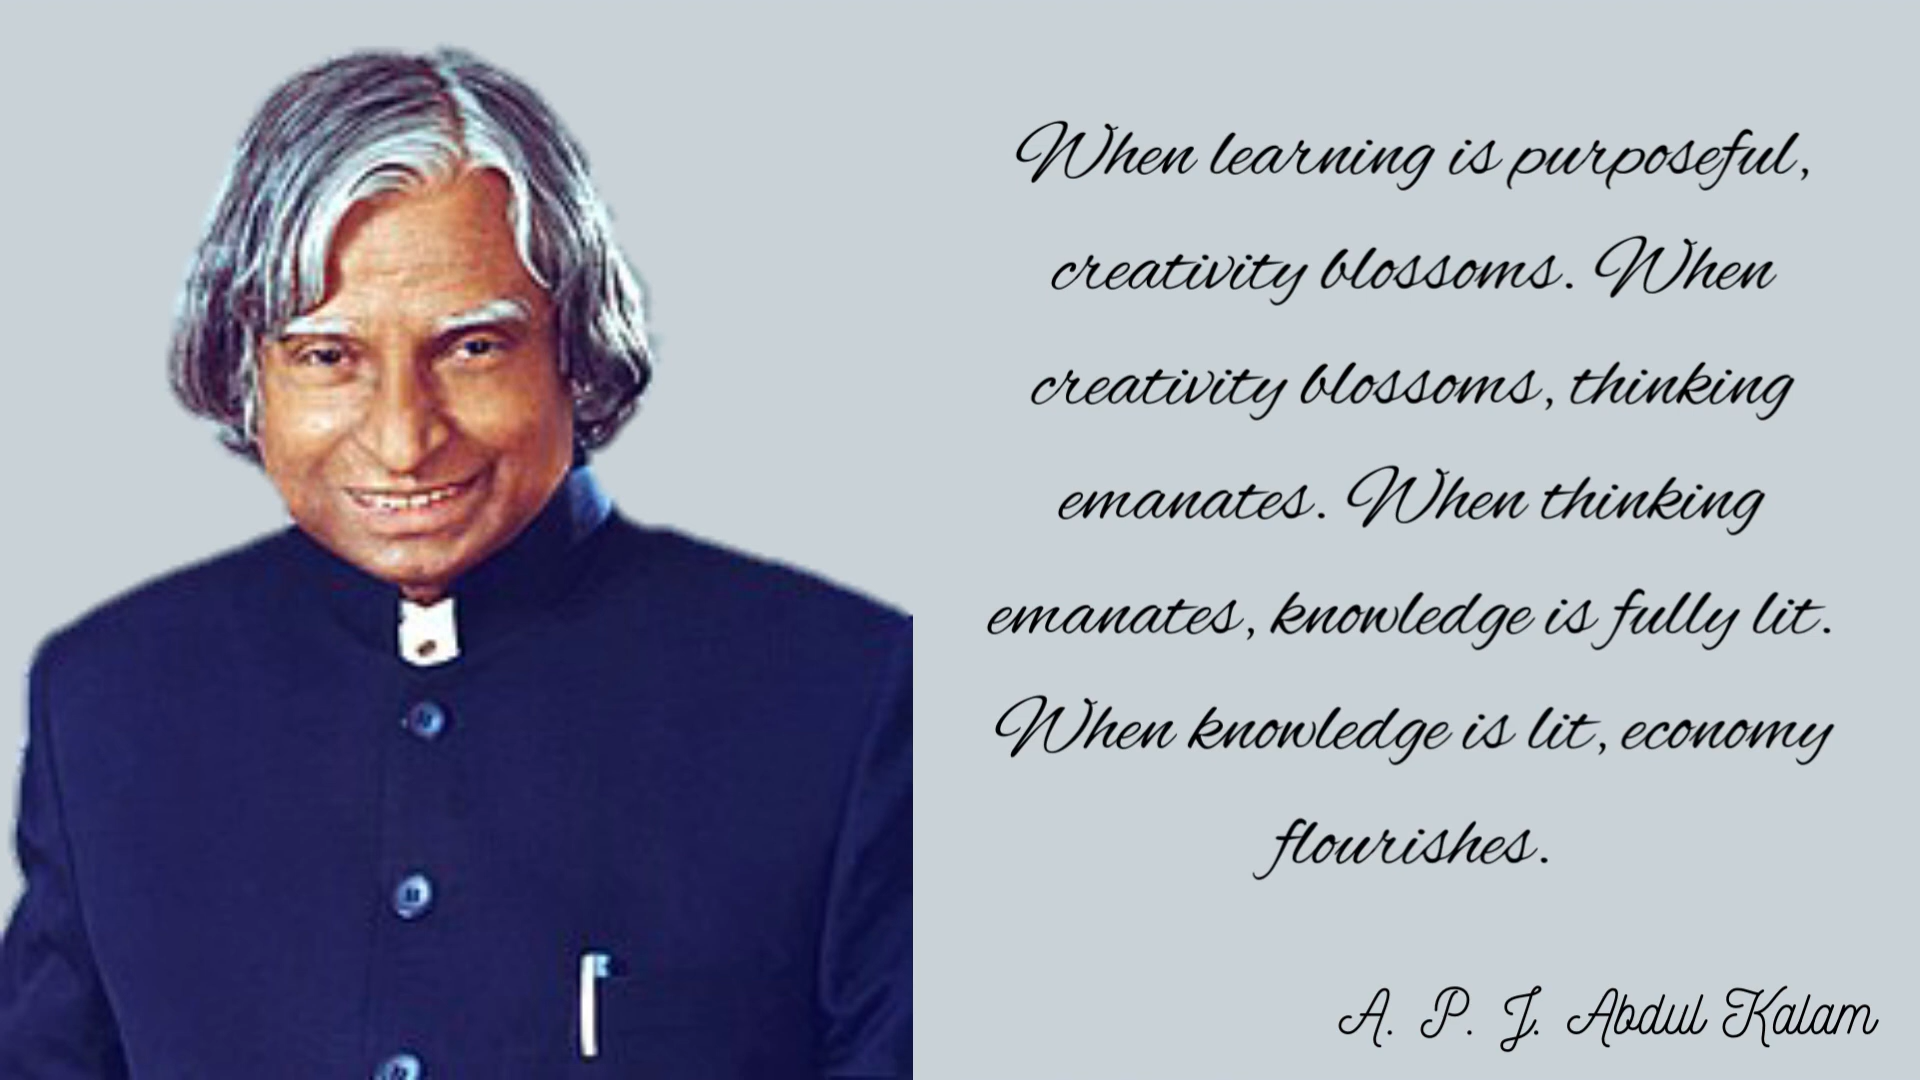 When learning is purposeful,
creativity blossoms. When
creativity blossoms, thinking
emanates. When thinking
emanates, knowledge is fully lit.
When knowledge is lit, economy
flourishes.
A. P. J. Abdul Kalam